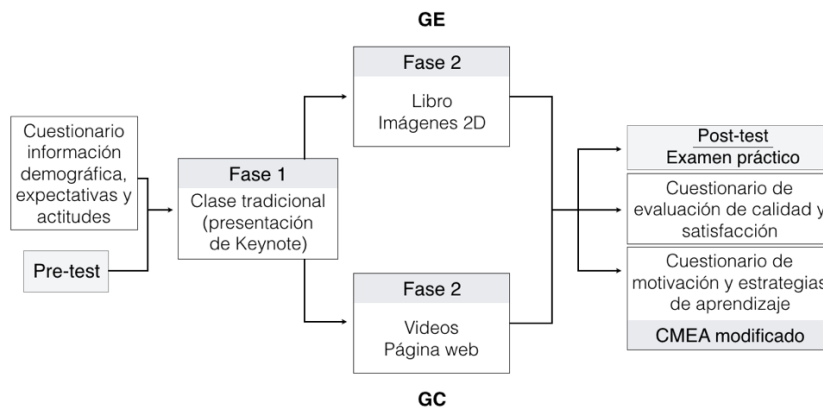 GE
Cuestionario
información
demográfica,
expectativas y
actitudes
Pre-test
Fase 1
Clase tradicional
(presentación
de Keynote)
Fase 2
Libro
Imágenes 2D
Fase 2
Videos
Página web
Post-test
Examen práctico
Cuestionario de
evaluación de calidad y
satisfacción
Cuestionario de
motivación y estrategias
de aprendizaje
CMEA modificado
GC